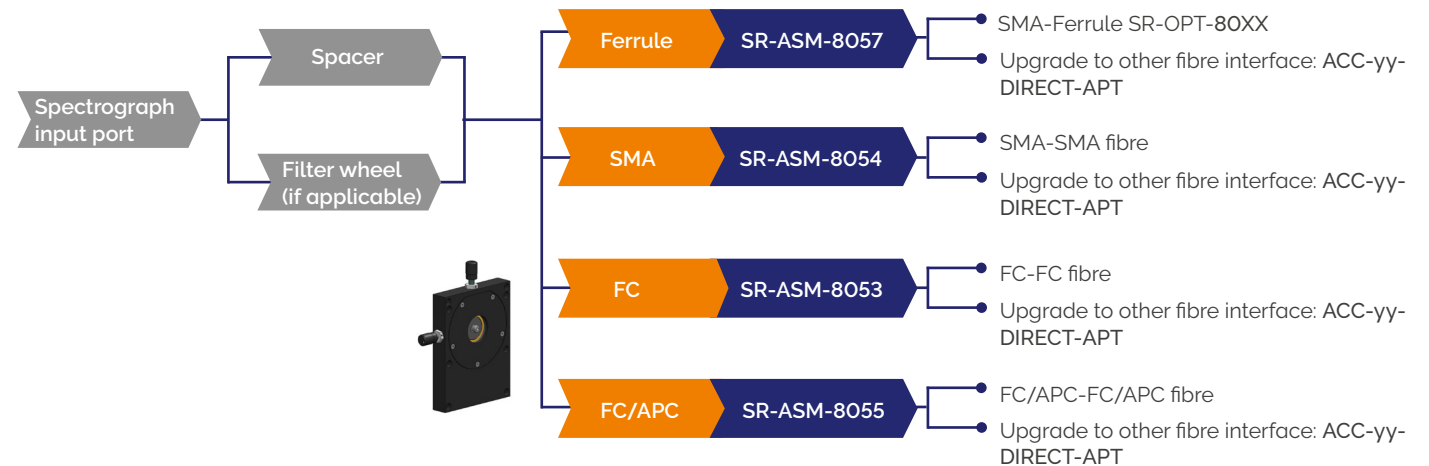 Spectrograph
input port
Spacer
Filter wheel
(if applicable)
Ferrule
SR-ASM-8057
SMA-Ferrule SR-OPT-80XX
Upgrade to other fibre interface: ACC-yy-
DIRECT-APT
SMA
SR-ASM-8054
SMA-SMA fibre
Upgrade to other fibre interface: ACC-yy-
DIRECT-APT
FC
SR-ASM-8053
FC-FC fibre
Upgrade to other fibre interface: ACC-yy-
DIRECT-APT
FC/APC
SR-ASM-8055
FC/APC-FC/APC fibre
Upgrade to other fibre interface: ACC-yy-
DIRECT-APT